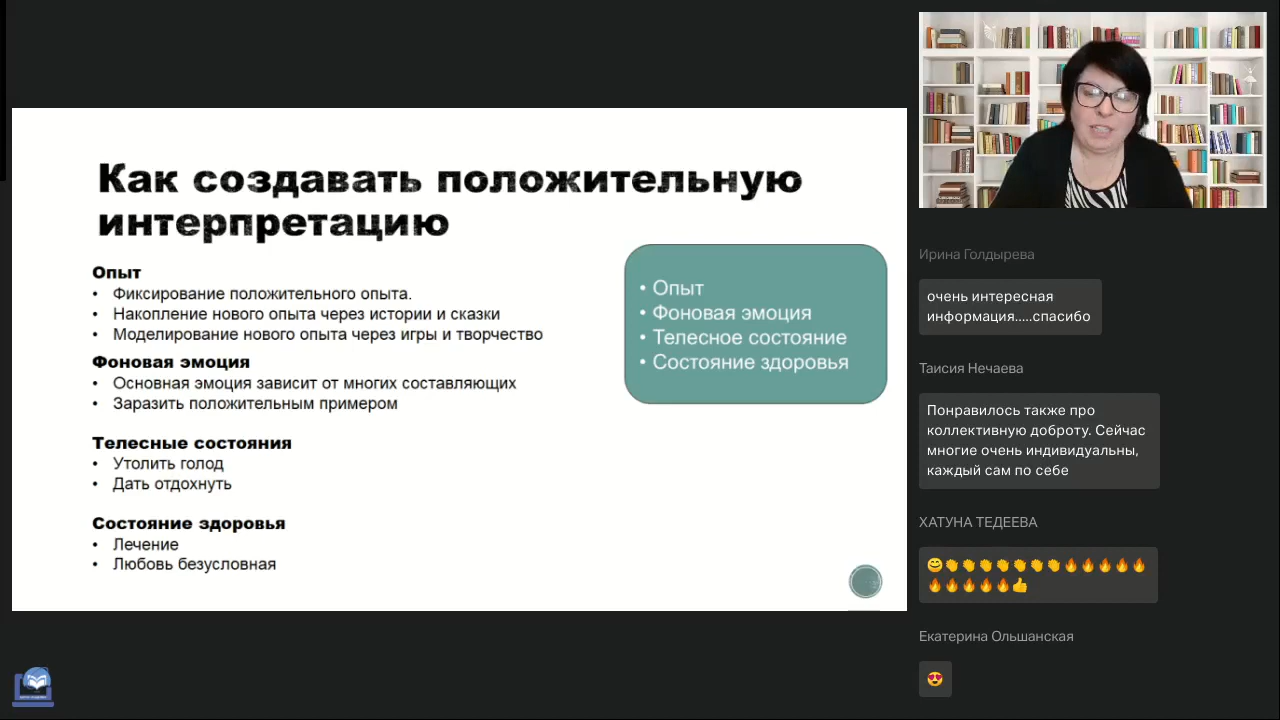 Как создавать положительную
интерпретацию
Опыт
• Фиксирование положительного опыта.
• Накопление нового опыта через истории и сказки
• Моделирование нового опыта через игры и творчество
Фоновая эмоция
• Основная эмоция зависит от многих составляющих
• Заразить положительным примером
Телесные состояния
• Утолить голод
• Дать отдохнуть
Состояние здоровья
• Лечение
• Любовь безусловная
• Опыт
• Фоновая эмоция
• Телесное состояние
• Состояние здоровья
Ирина Голдырева
очень интересная
информация.....спасибо
Таисия Нечаева
Понравилось также про
коллективную доброту. Сейчас
многие очень индивидуальны,
каждый сам по себе
ХАТУНА ТЕДЕЕВА
😊👏👏👏👏👏👏👏🔥🔥🔥🔥🔥
🔥🔥🔥🔥🔥👍
Екатерина Ольшанская
😍